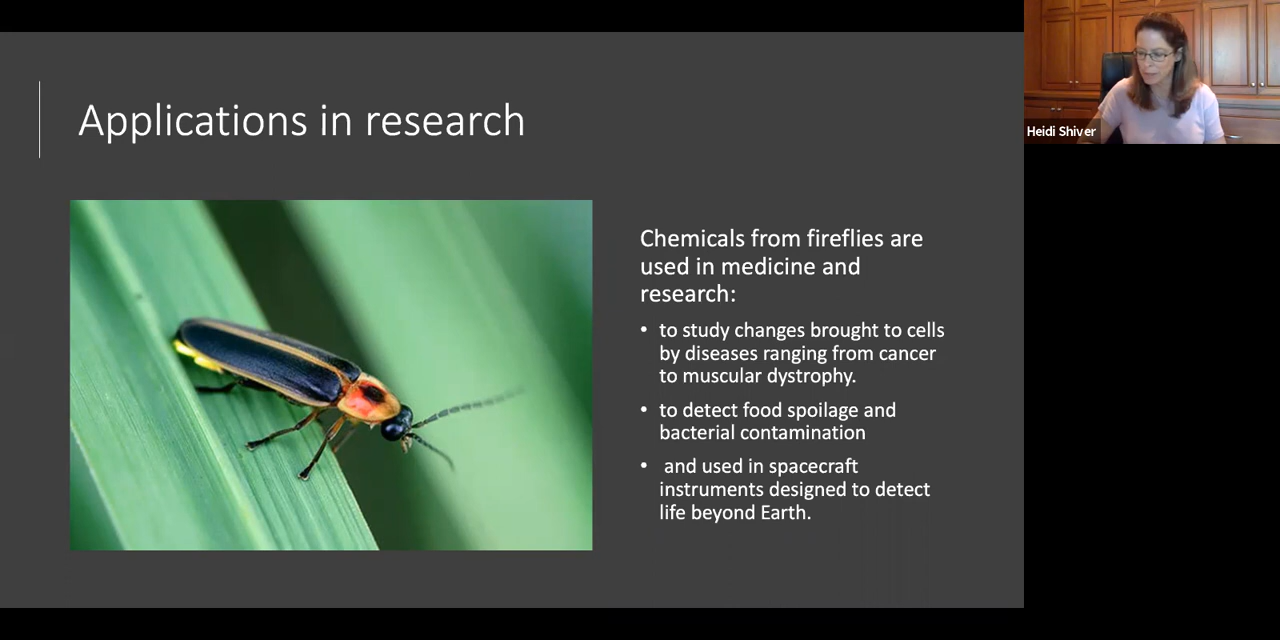 Applications in research
Chemicals from fireflies are
used in medicine and
research:
• to study changes brought to cells
by diseases ranging from cancer
to muscular dystrophy.
• to detect food spoilage and
bacterial contamination
• and used in spacecraft
instruments designed to detect
life beyond Earth.
Heidi Shiver